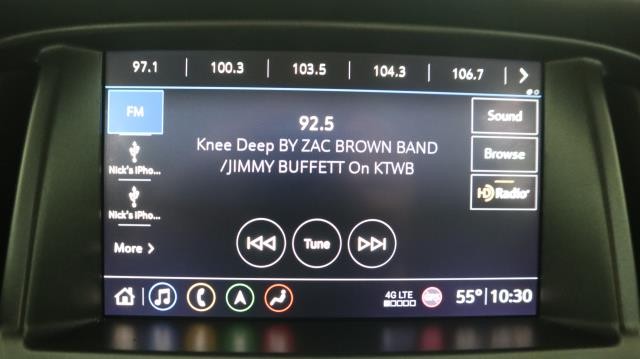 97.1 | 100.3 | 103.5 | 104.3 | 106.7 | >
FM
92.5
Sound
Knee Deep BY ZAC BROWN BAND
/JIMMY BUFFETT On KTWB
Browse
Nick's iPho...
HD Radio
Nick's iPho...
More >
Tune
4G LTE
55° | 10:30